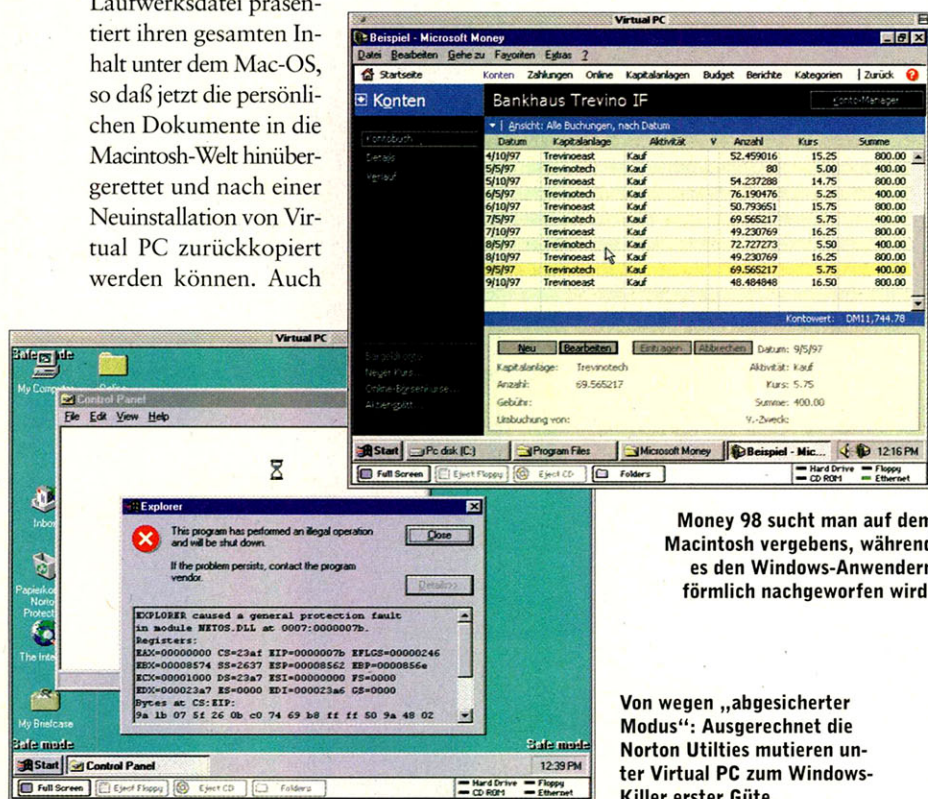 Laufwerksdatei präsen-
tiert ihren gesamten In-
halt unter dem Mac-OS,
so daß jetzt die persönli-
chen Dokumente in die
Macintosh-Welt hinüber-
gerettet und nach einer
Neuinstallation von Vir-
tual PC zurückkopiert
werden können. Auch
Virtual PC
Beispiel - Microsoft Money
Datei Bearbeiten Gehe zu Favoriten Extras ?
Startseite Konten Zahlungen Online Kapitalanlagen Budget Berichte Kategorien Zurück
Konten Bankhaus Trevino IF Konto-Manager
Ansicht: Alle Buchungen, nach Datum
Kontobuch
Details
Verlauf
Datum Kapitalanlage Aktivität V Anzahl Kurs Summe
4/10/97 Trevinoeast Kauf 52.459016 15.25 800.00
5/5/97 Trevinotech Kauf 80 5.00 400.00
5/10/97 Trevinoeast Kauf 54.237288 14.75 800.00
6/5/97 Trevinotech Kauf 76.190476 5.25 400.00
6/10/97 Trevinoeast Kauf 50.793651 15.75 800.00
7/5/97 Trevinotech Kauf 69.565217 5.75 400.00
7/10/97 Trevinoeast Kauf 49.230769 16.25 800.00
8/5/97 Trevinotech Kauf 72.727273 5.50 400.00
8/10/97 Trevinoeast Kauf 49.230769 16.25 800.00
9/5/97 Trevinotech Kauf 69.565217 5.75 400.00
9/10/97 Trevinoeast Kauf 48.484848 16.50 800.00
Kontowert: DM11,744.78
Neuer Kurs...
Online-Börsenkurse...
Aktiensplitt...
Neu Bearbeiten Eintragen Abbrechen Datum: 9/5/97
Kapitalanlage: Trevinotech Aktivität: Kauf
Anzahl: 69.565217 Kurs: 5.75
Gebühr: Summe: 400.00
Umbuchung von: V.-Zweck:
Start Pc disk (C:) Program Files Microsoft Money Beispiel - Mic... 12:16 PM
Full Screen Eject Floppy Eject CD Folders Hard Drive Floppy
CD ROM Ethernet
Money 98 sucht man auf dem
Macintosh vergebens, während
es den Windows-Anwendern
förmlich nachgeworfen wird.
Virtual PC
Safe mode
My Computer Online
Control Panel
File Edit View Help
Inbox
Papierkorb
Norton
Protect
The Inte
My Briefcase
Explorer
This program has performed an illegal operation
and will be shut down.
If the problem persists, contact the program
vendor.
Close
Details>>
EXPLORER caused a general protection fault
in module NETOS.DLL at 0007:0000007b.
Registers:
EAX=00000000 CS=23af EIP=0000007b EFLGS=00000246
EBX=00008574 SS=2637 ESP=00008562 EBP=0000856e
ECX=00001000 DS=23a7 ESI=00000000 FS=0000
EDX=000023a7 ES=0000 EDI=000023a6 GS=0000
Bytes at CS:EIP:
9a 1b 07 5f 26 0b c0 74 69 b8 ff ff 50 9a 48 02
Safe mode Safe mode
Start Control Panel 12:39 PM
Full Screen Eject Floppy Eject CD Folders Hard Drive Floppy
CD ROM Ethernet
Von wegen „abgesicherter
Modus“: Ausgerechnet die
Norton Utilties mutieren un-
ter Virtual PC zum Windows-
Killer erster Güte.